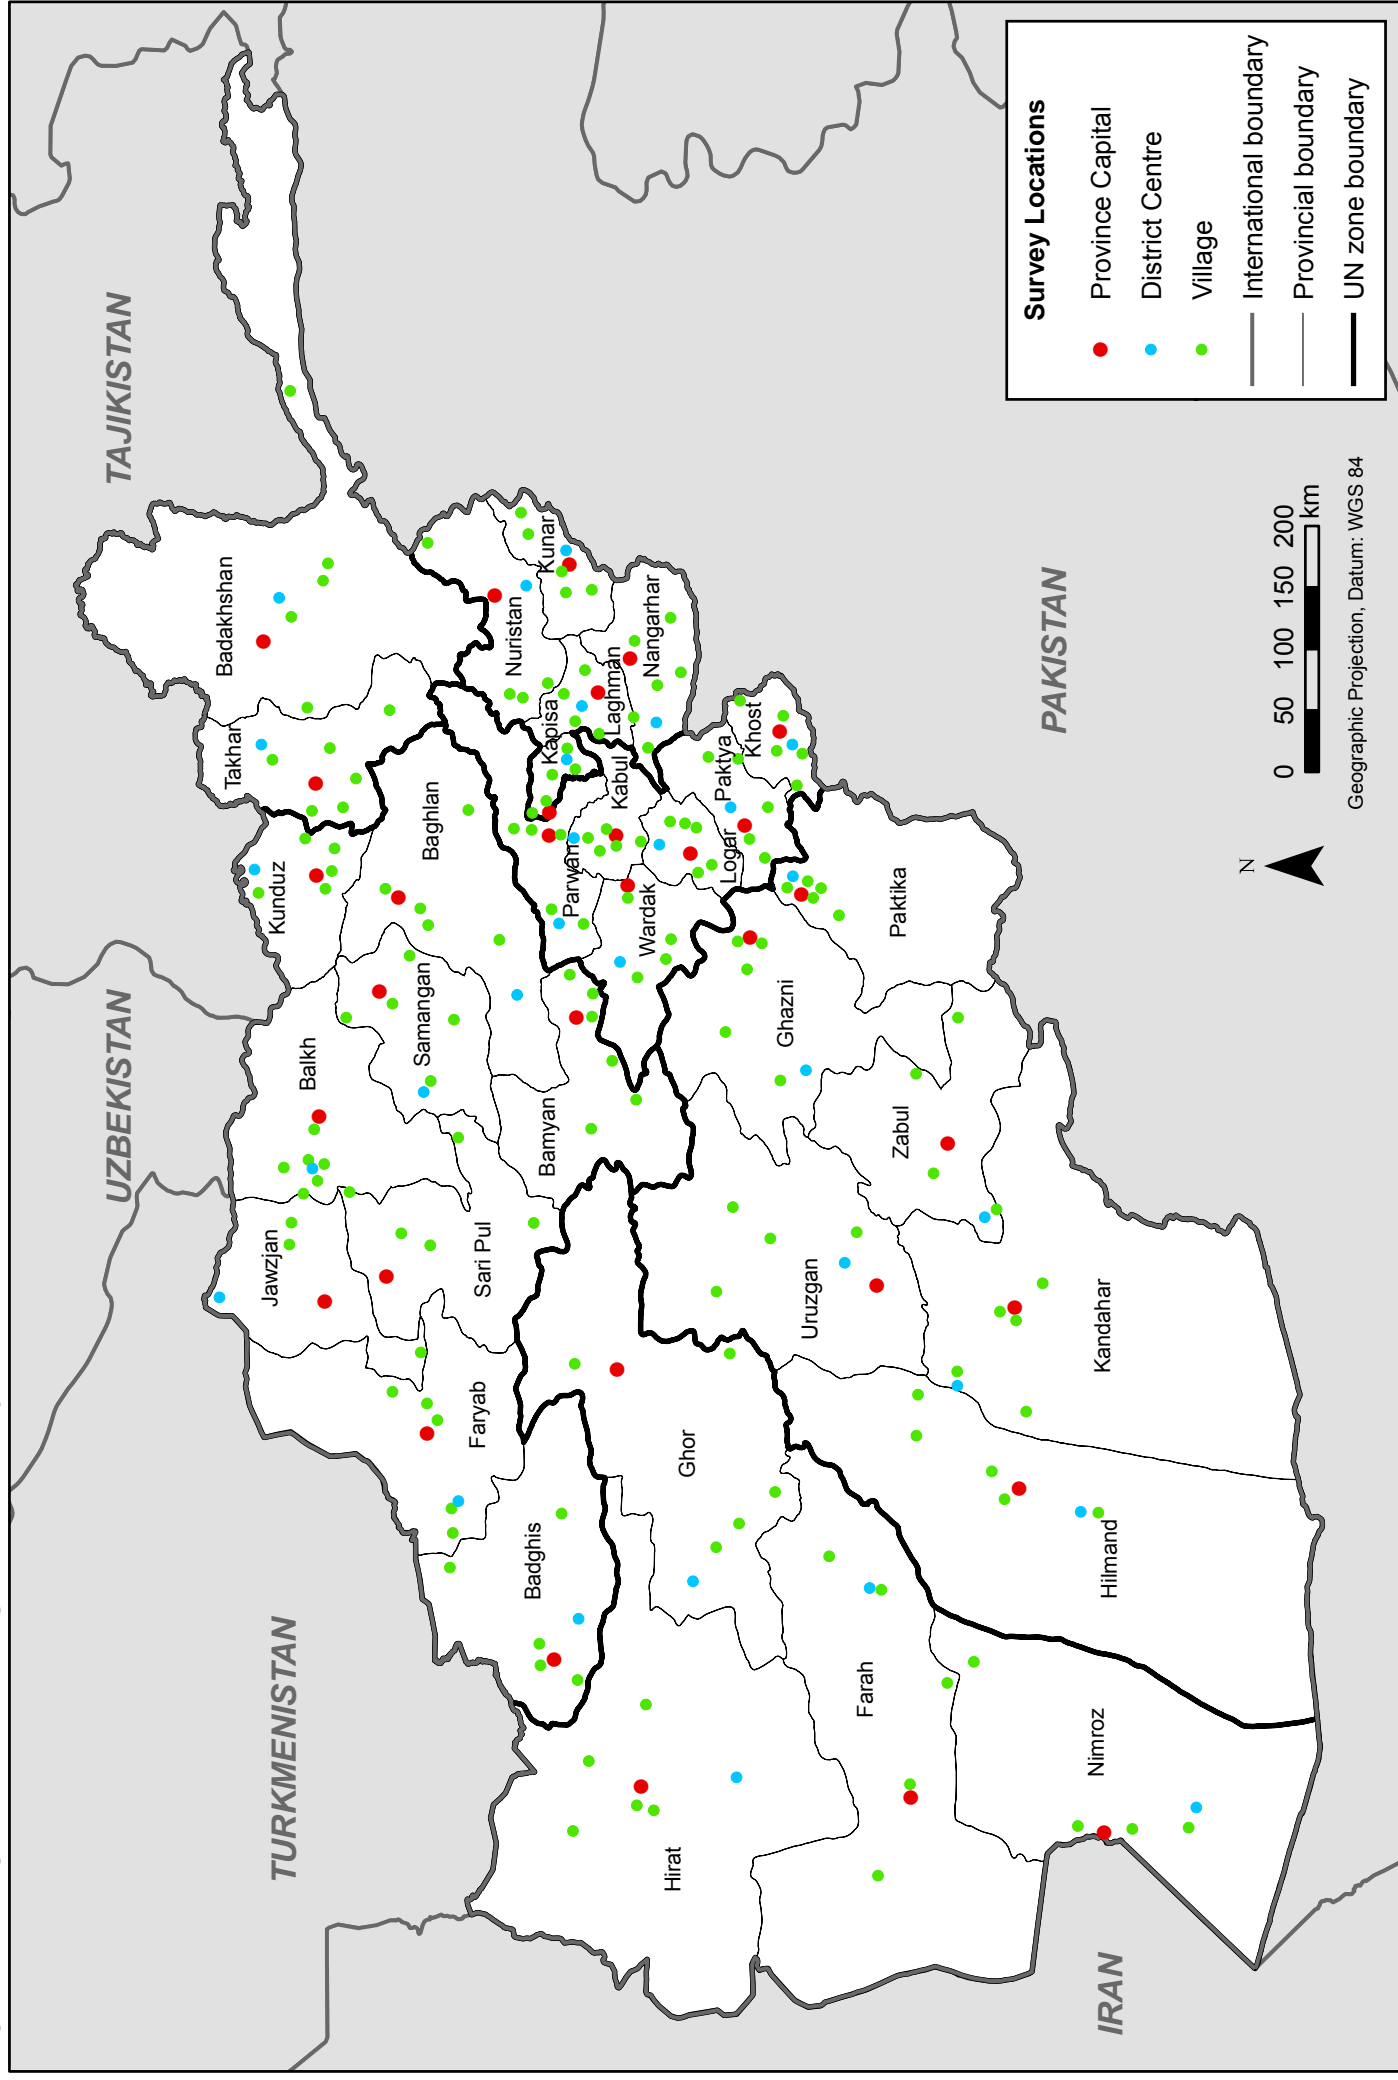 TAJIKISTAN
UZBEKISTAN
TURKMENISTAN
IRAN
PAKISTAN
Badakhshan
Takhar
Kunduz
Balkh
Jawzjan
Baghlan
Samangan
Sari Pul
Faryab
Badghis
Bamyan
Nuristan
Kunar
Laghman
Nangarhar
Kapisa
Kabul
Parwan
Wardak
Logar
Paktya
Khost
Paktika
Ghazni
Zabul
Uruzgan
Kandahar
Hilmand
Ghor
Hirat
Farah
Nimroz
Survey Locations
Province Capital
District Centre
Village
International boundary
Provincial boundary
UN zone boundary
N
0 50 100 150 200
km
Geographic Projection, Datum: WGS 84